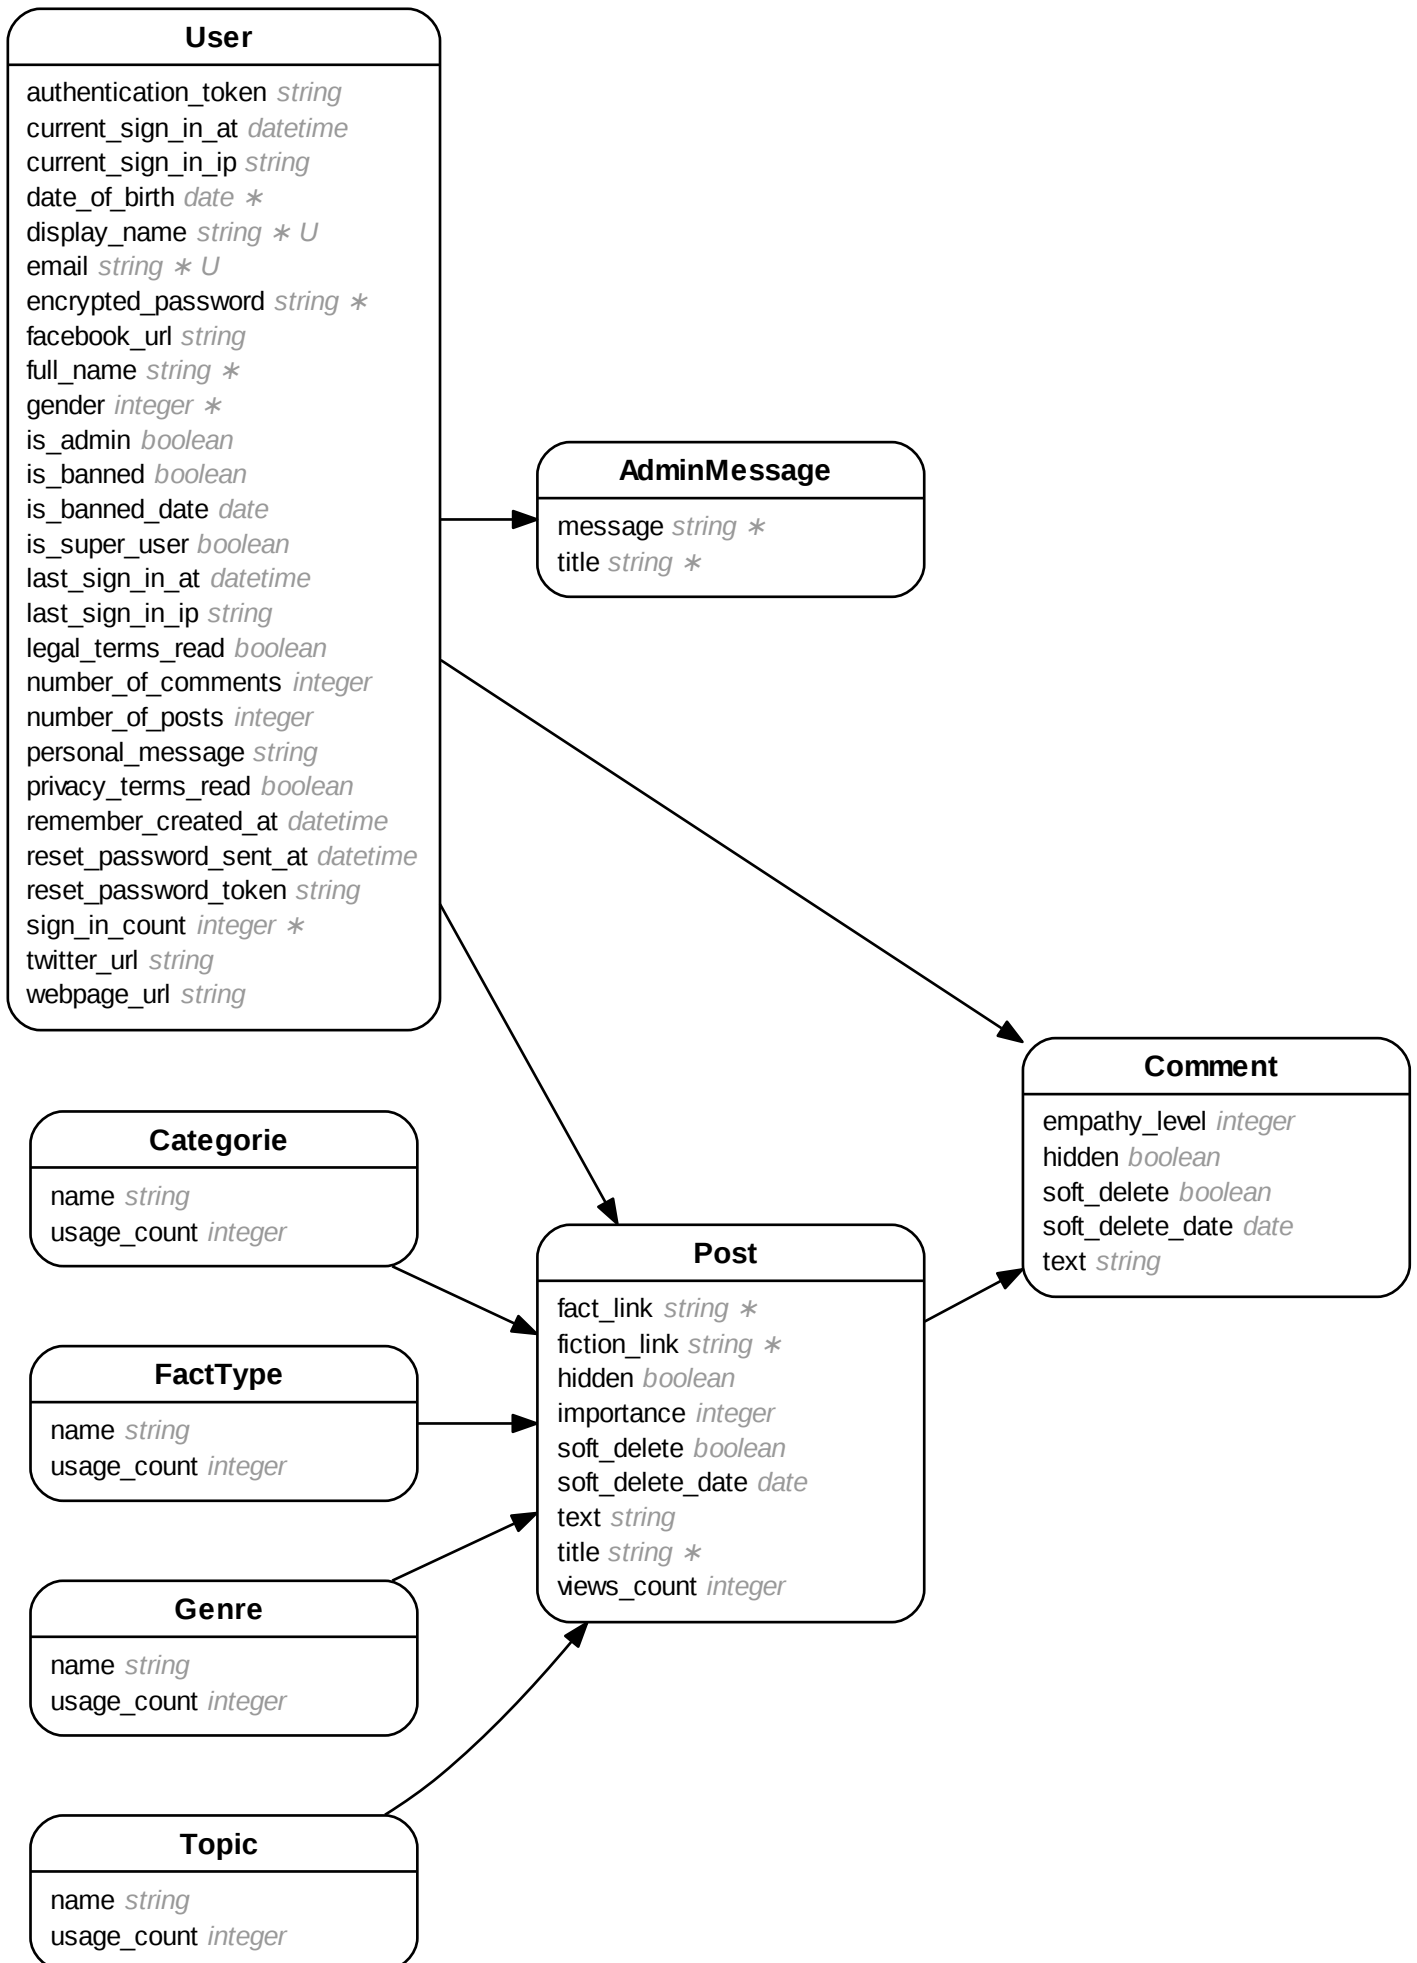 User
authentication_token string
current_sign_in_at datetime
current_sign_in_ip string
date_of_birth date ∗
display_name string ∗ U
email string ∗ U
encrypted_password string ∗
facebook_url string
full_name string ∗
gender integer ∗
is_admin boolean
is_banned boolean
is_banned_date date
is_super_user boolean
last_sign_in_at datetime
last_sign_in_ip string
legal_terms_read boolean
number_of_comments integer
number_of_posts integer
personal_message string
privacy_terms_read boolean
remember_created_at datetime
reset_password_sent_at datetime
reset_password_token string
sign_in_count integer ∗
twitter_url string
webpage_url string
AdminMessage
message string ∗
title string ∗
Comment
empathy_level integer
hidden boolean
soft_delete boolean
soft_delete_date date
text string
Categorie
name string
usage_count integer
Post
fact_link string ∗
fiction_link string ∗
hidden boolean
importance integer
soft_delete boolean
soft_delete_date date
text string
title string ∗
views_count integer
FactType
name string
usage_count integer
Genre
name string
usage_count integer
Topic
name string
usage_count integer